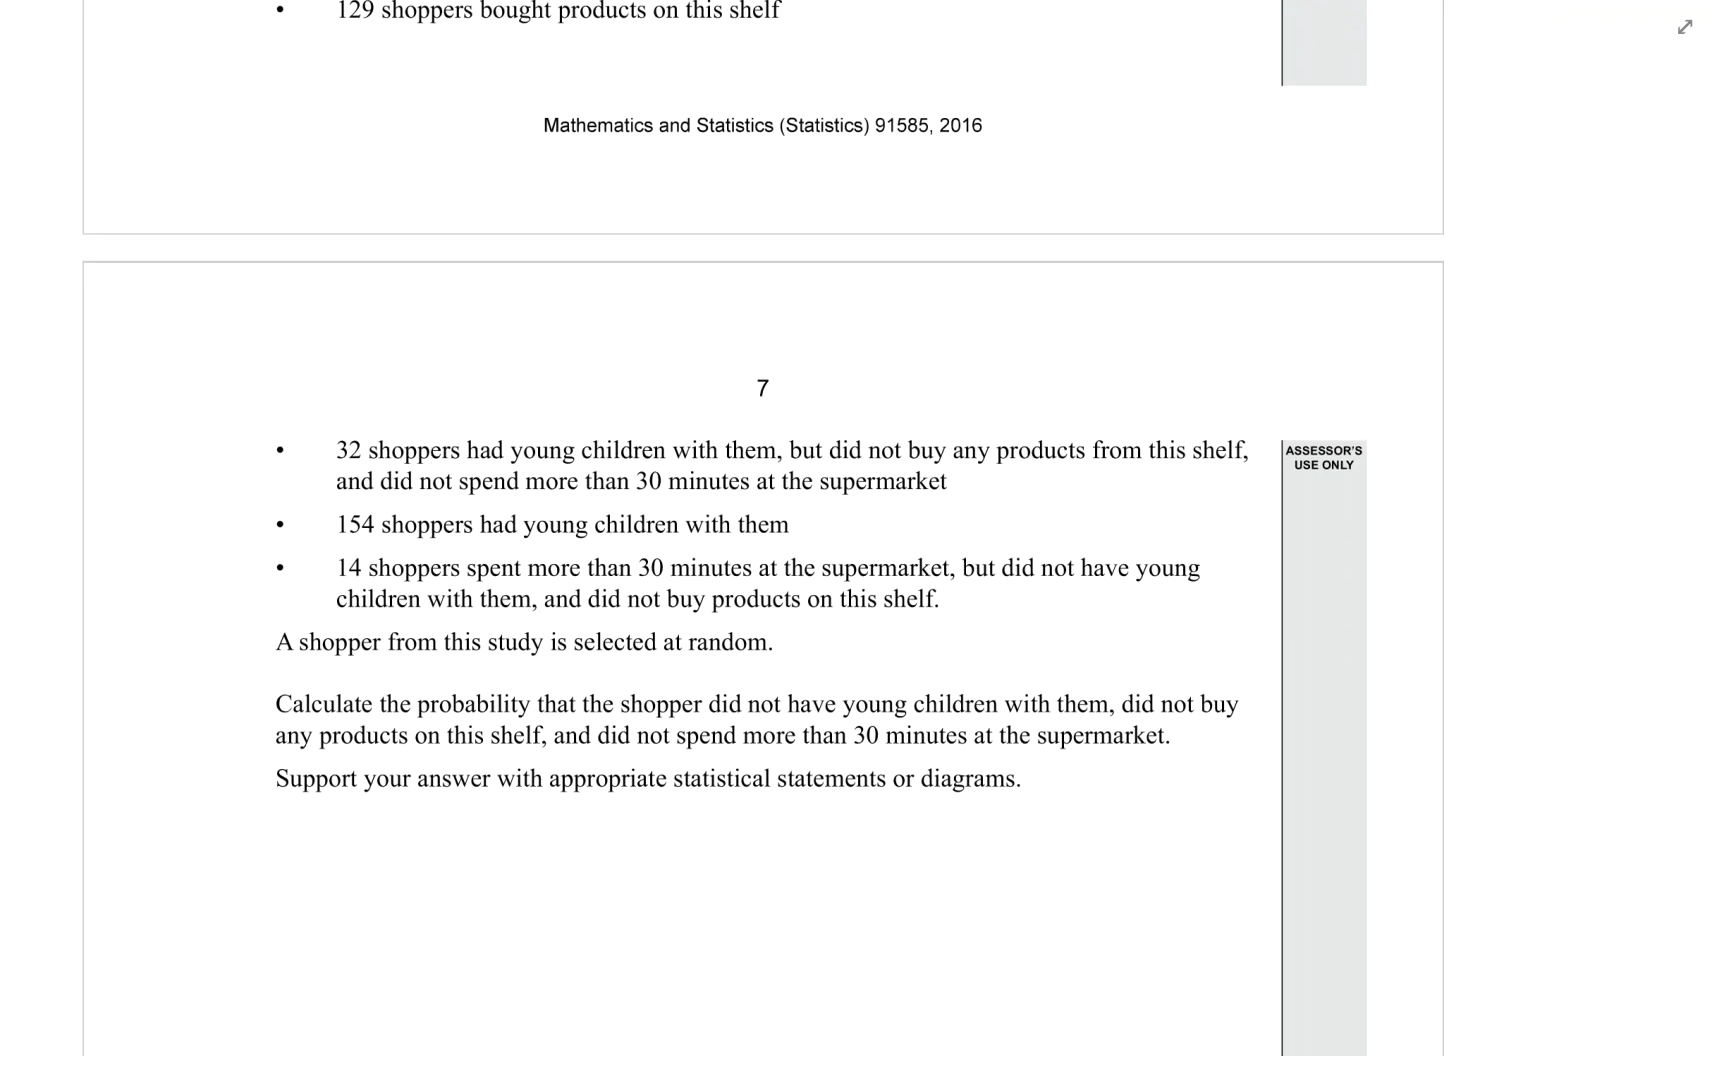 • 129 shoppers bought products on this shelf
Mathematics and Statistics (Statistics) 91585, 2016
7
• 32 shoppers had young children with them, but did not buy any products from this shelf,
and did not spend more than 30 minutes at the supermarket
ASSESSOR'S
USE ONLY
• 154 shoppers had young children with them
• 14 shoppers spent more than 30 minutes at the supermarket, but did not have young
children with them, and did not buy products on this shelf.
A shopper from this study is selected at random.
Calculate the probability that the shopper did not have young children with them, did not buy
any products on this shelf, and did not spend more than 30 minutes at the supermarket.
Support your answer with appropriate statistical statements or diagrams.